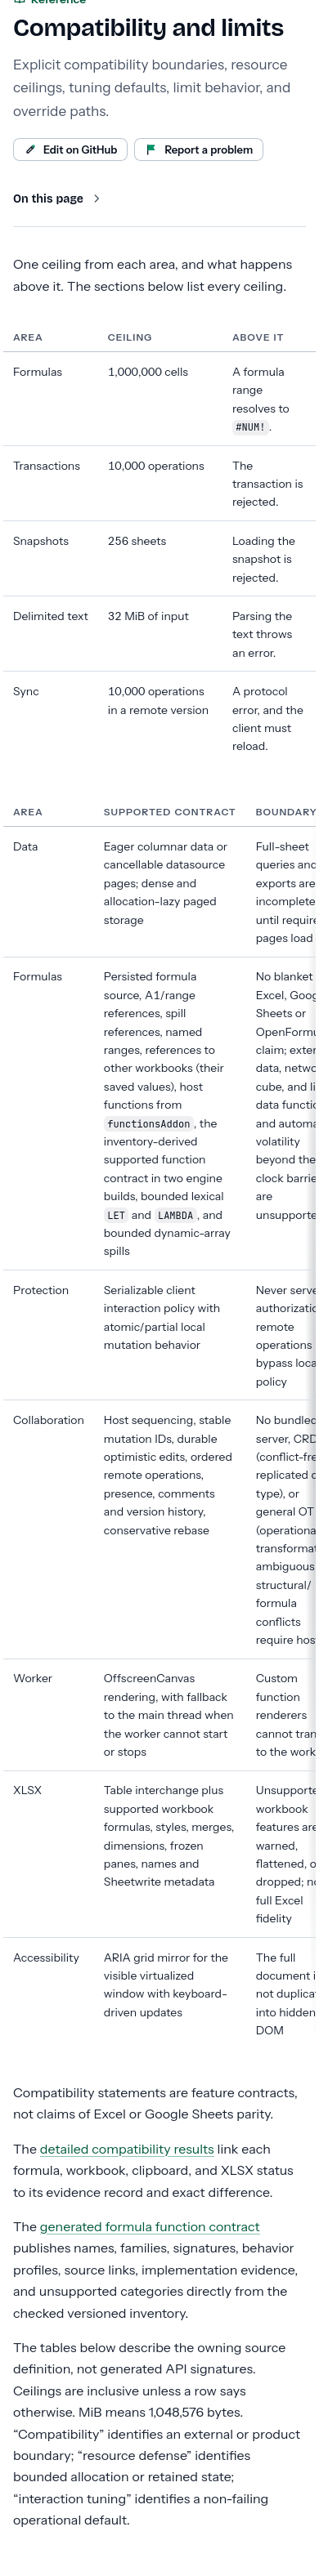 Reference
Compatibility and limits
Explicit compatibility boundaries, resource
ceilings, tuning defaults, limit behavior, and
override paths.
Edit on GitHub
Report a problem
On this page
One ceiling from each area, and what happens
above it. The sections below list every ceiling.
AREA CEILING ABOVE IT
Formulas 1,000,000 cells A formula
range
resolves to
#NUM!.
Transactions 10,000 operations The
transaction is
rejected.
Snapshots 256 sheets Loading the
snapshot is
rejected.
Delimited text 32 MiB of input Parsing the
text throws
an error.
Sync 10,000 operations A protocol
in a remote version error, and the
client must
reload.
AREA SUPPORTED CONTRACT BOUNDARY
Data Eager columnar data or Full-sheet
cancellable datasource queries and
pages; dense and exports are
allocation-lazy paged incomplete
storage until require
pages load
Formulas Persisted formula No blanket
source, A1/range Excel, Goog
references, spill Sheets or
references, named OpenFormu
ranges, references to claim; exter
other workbooks (their data, netwo
saved values), host cube, and li
functions from data functio
functionsAddon, the and automa
inventory-derived volatility
supported function beyond the
contract in two engine clock barrie
builds, bounded lexical are
LET and LAMBDA, and unsupporte
bounded dynamic-array
spills
Protection Serializable client Never serve
interaction policy with authorizatio
atomic/partial local remote
mutation behavior operations
bypass loca
policy
Collaboration Host sequencing, stable No bundled
mutation IDs, durable server, CRD
optimistic edits, ordered (conflict-fre
remote operations, replicated d
presence, comments type), or
and version history, general OT
conservative rebase (operationa
transformat
ambiguous
structural/
formula
conflicts
require hos
Worker OffscreenCanvas Custom
rendering, with fallback function
to the main thread when renderers
the worker cannot start cannot tran
or stops to the work
XLSX Table interchange plus Unsupporte
supported workbook workbook
formulas, styles, merges, features are
dimensions, frozen warned,
panes, names and flattened, o
Sheetwrite metadata dropped; no
full Excel
fidelity
Accessibility ARIA grid mirror for the The full
visible virtualized document i
window with keyboard- not duplicat
driven updates into hidden
DOM
Compatibility statements are feature contracts,
not claims of Excel or Google Sheets parity.
The detailed compatibility results link each
formula, workbook, clipboard, and XLSX status
to its evidence record and exact difference.
The generated formula function contract
publishes names, families, signatures, behavior
profiles, source links, implementation evidence,
and unsupported categories directly from the
checked versioned inventory.
The tables below describe the owning source
definition, not generated API signatures.
Ceilings are inclusive unless a row says
otherwise. MiB means 1,048,576 bytes.
“Compatibility” identifies an external or product
boundary; “resource defense” identifies
bounded allocation or retained state;
“interaction tuning” identifies a non-failing
operational default.